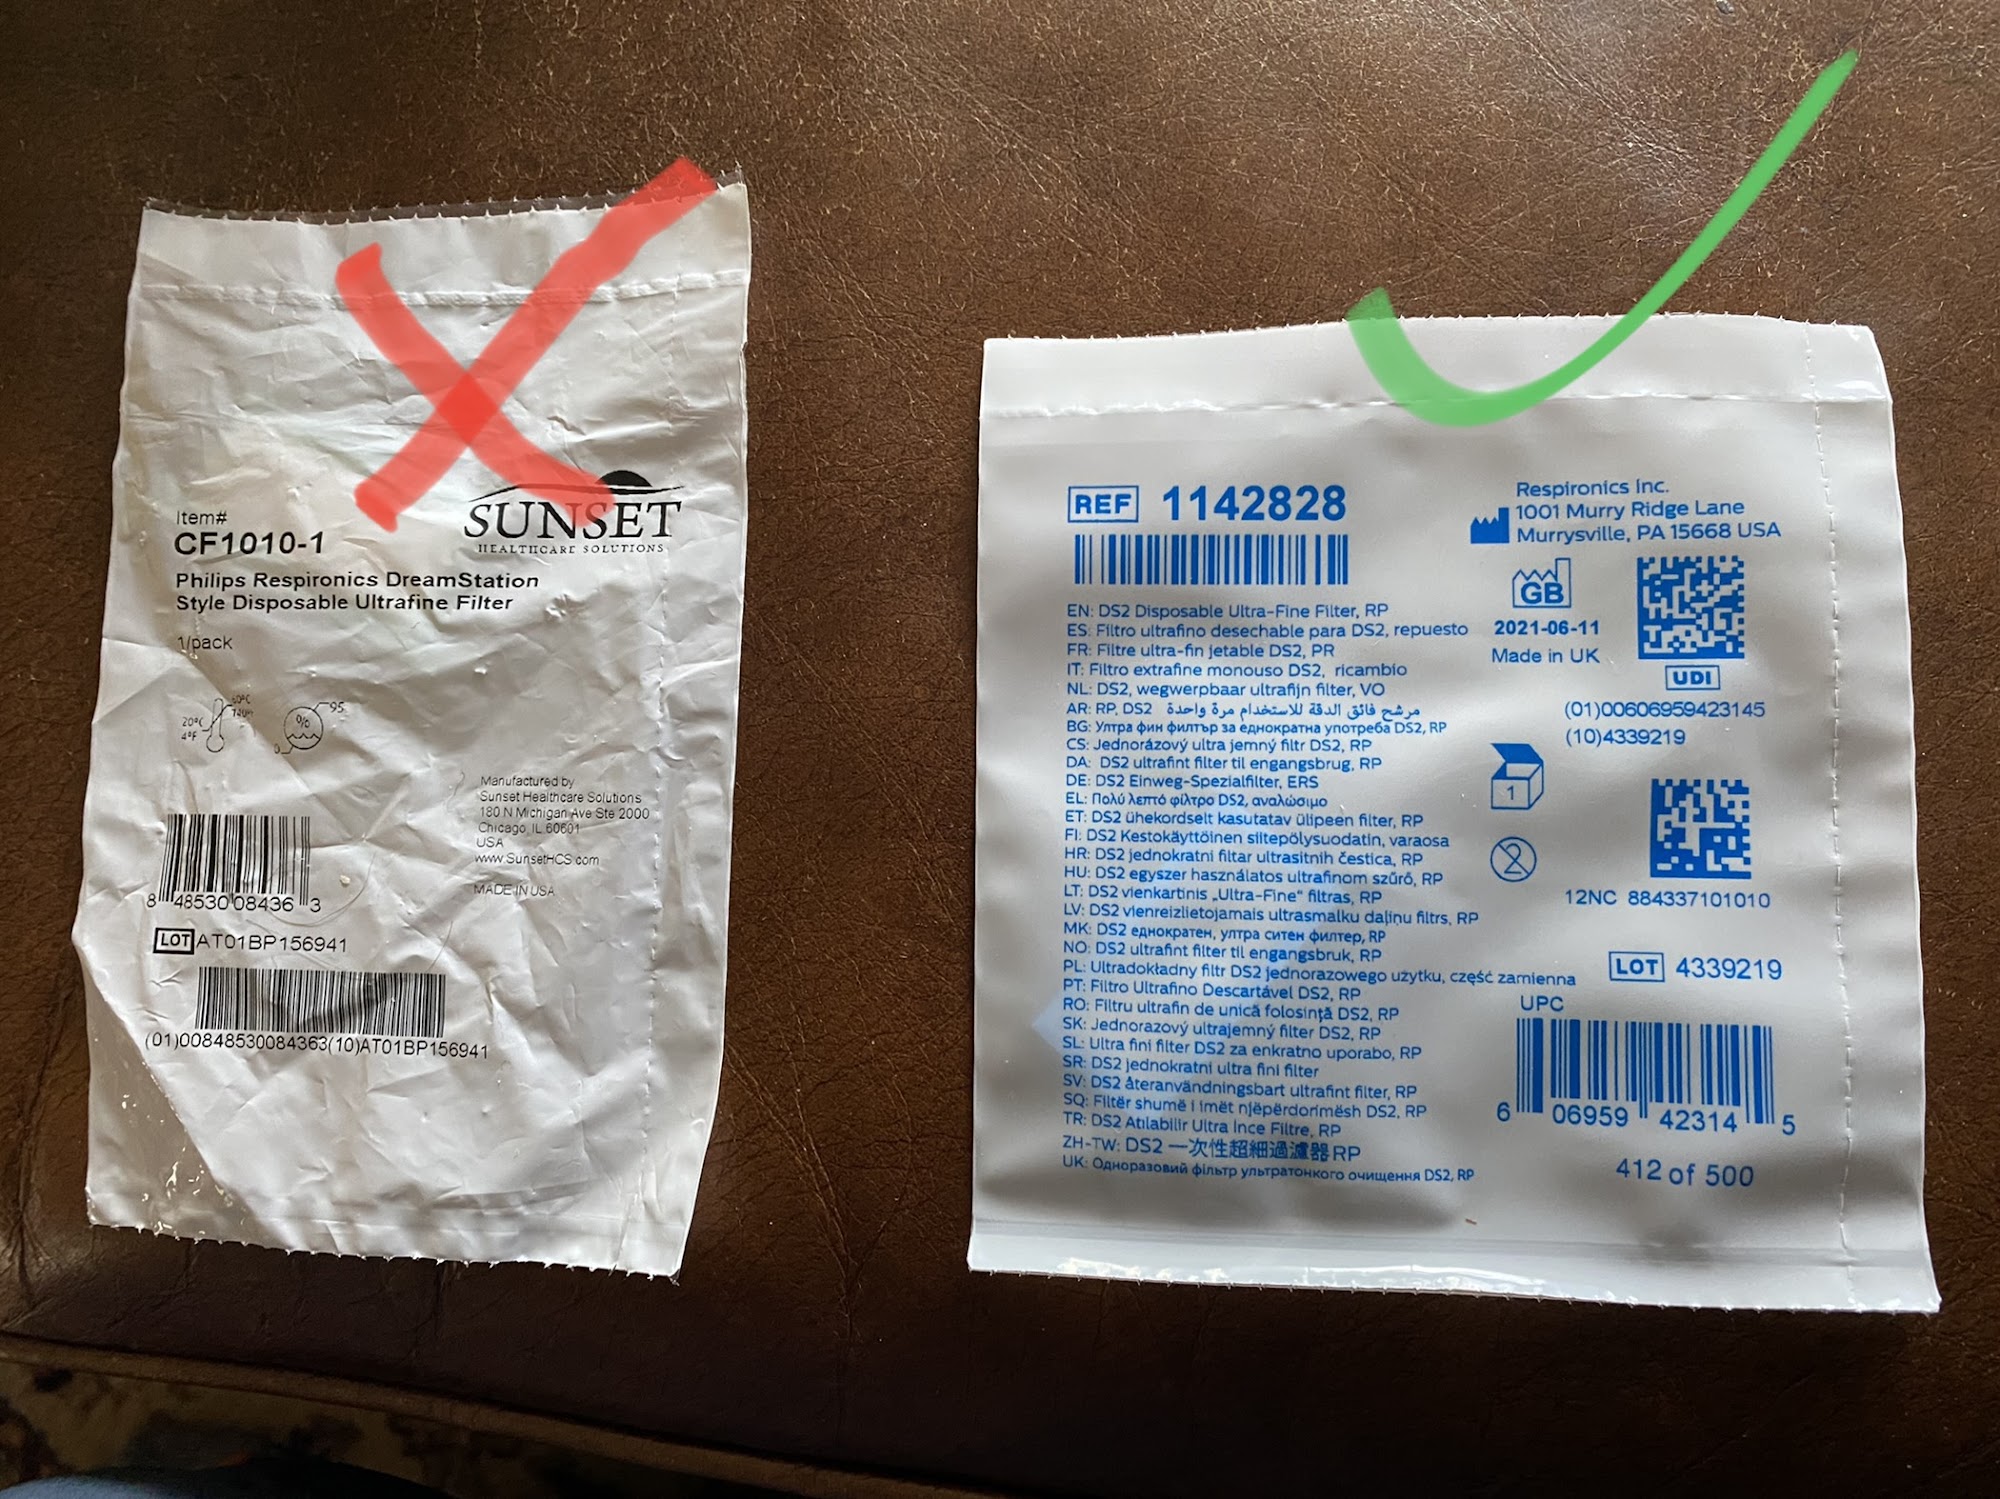 Item#
CF1010-1
SUNSET
HEALTHCARE SOLUTIONS
Philips Respironics DreamStation
Style Disposable Ultrafine Filter
1/pack
60°C
140°F
20°C
4°F
%
95
0
Manufactured by
Sunset Healthcare Solutions
180 N Michigan Ave Ste 2000
Chicago, IL 60601
USA
www.SunsetHCS.com
MADE IN USA
8 48530 08436 3
LOT AT01BP156941
(01)00848530084363(10)AT01BP156941
REF 1142828
EN: DS2 Disposable Ultra-Fine Filter, RP
ES: Filtro ultrafino desechable para DS2, repuesto
FR: Filtre ultra-fin jetable DS2, PR
IT: Filtro extrafine monouso DS2, ricambio
NL: DS2, wegwerpbaar ultrafijn filter, VO
AR: RP, DS2 مرشح فائق الدقة للاستخدام مرة واحدة
BG: Ултра фин филтър за еднократна употреба DS2, RP
CS: Jednorázový ultra jemný filtr DS2, RP
DA: DS2 ultrafint filter til engangsbrug, RP
DE: DS2 Einweg-Spezialfilter, ERS
EL: Πολύ λεπτό φίλτρο DS2, αναλώσιμο
ET: DS2 ühekordselt kasutatav ülipeen filter, RP
FI: DS2 Kestokäyttöinen siitepölysuodatin, varaosa
HR: DS2 jednokratni filtar ultrasitnih čestica, RP
HU: DS2 egyszer használatos ultrafinom szűrő, RP
LT: DS2 vienkartinis „Ultra-Fine“ filtras, RP
LV: DS2 vienreizlietojamais ultrasmalku daļiņu filtrs, RP
MK: DS2 еднократен, ултра ситен филтер, RP
NO: DS2 ultrafint filter til engangsbruk, RP
PL: Ultradokładny filtr DS2 jednorazowego użytku, część zamienna
PT: Filtro Ultrafino Descartável DS2, RP
RO: Filtru ultrafin de unică folosință DS2, RP
SK: Jednorazový ultrajemný filter DS2, RP
SL: Ultra fini filter DS2 za enkratno uporabo, RP
SR: DS2 jednokratni ultra fini filter
SV: DS2 återanvändningsbart ultrafint filter, RP
SQ: Filtër shumë i imët njëpërdorimësh DS2, RP
TR: DS2 Atılabilir Ultra İnce Filtre, RP
ZH-TW: DS2 一次性超細過濾器 RP
UK: Одноразовий фільтр ультратонкого очищення DS2, RP
Respironics Inc.
1001 Murry Ridge Lane
Murrysville, PA 15668 USA
GB
2021-06-11
Made in UK
UDI
(01)00606959423145
(10)4339219
1
2
12NC 884337101010
LOT 4339219
UPC
6 06959 42314 5
412 of 500